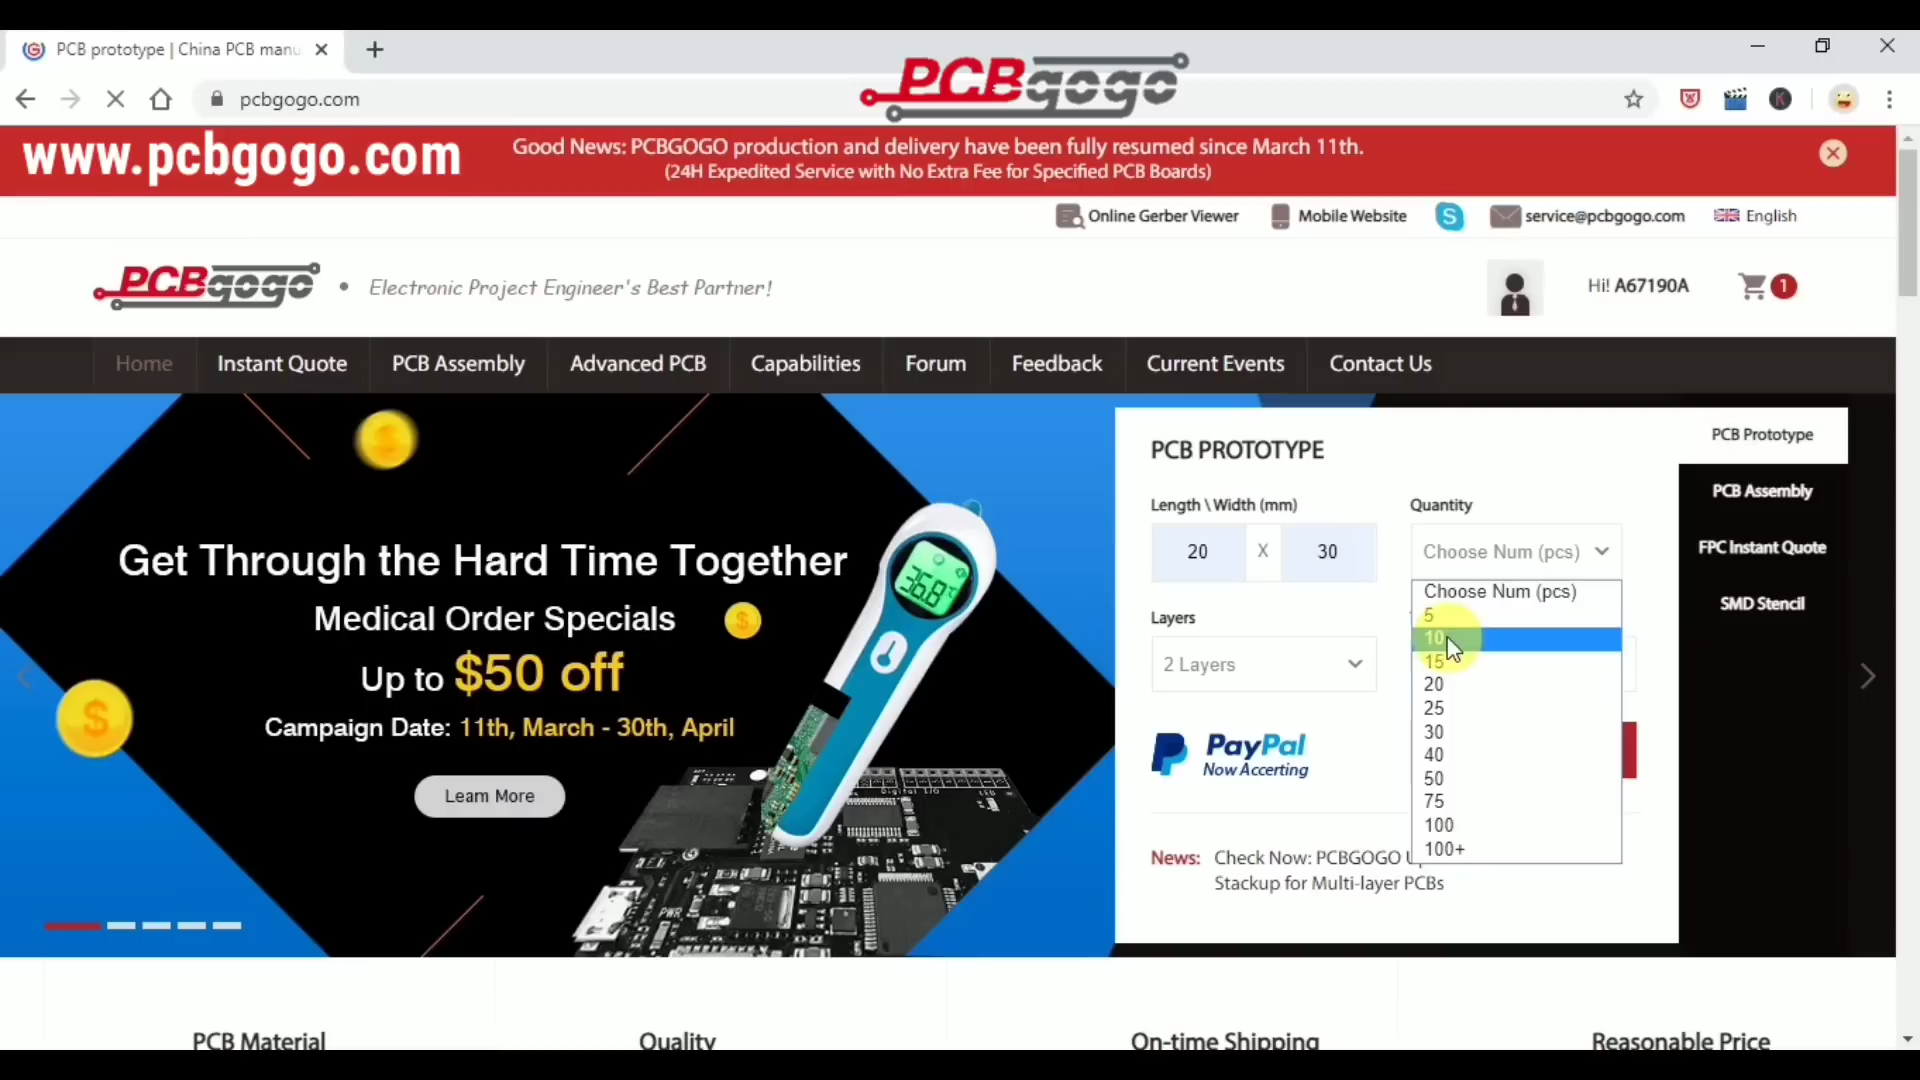 PCB prototype | China PCB manu
pcbgogo.com
PCBgogo
www.pcbgogo.com
Good News: PCBGOGO production and delivery have been fully resumed since March 11th.
(24H Expedited Service with No Extra Fee for Specified PCB Boards)
Online Gerber Viewer
Mobile Website
service@pcbgogo.com
English
PCBgogo
Electronic Project Engineer's Best Partner!
Hi! A67190A
1
Home
Instant Quote
PCB Assembly
Advanced PCB
Capabilities
Forum
Feedback
Current Events
Contact Us
Get Through the Hard Time Together
Medical Order Specials
Up to $50 off
Campaign Date: 11th, March - 30th, April
Learn More
36.8
Digital I/O
PWR
PCB PROTOTYPE
Length \ Width (mm)
20 X 30
Quantity
Choose Num (pcs)
Choose Num (pcs)
5
10
15
20
25
30
40
50
75
100
100+
Layers
2 Layers
PayPal
Now Accerting
News: Check Now: PCBGOGO U
Stackup for Multi-layer PCBs
PCB Prototype
PCB Assembly
FPC Instant Quote
SMD Stencil
PCB Material
Quality
On-time Shipping
Reasonable Price